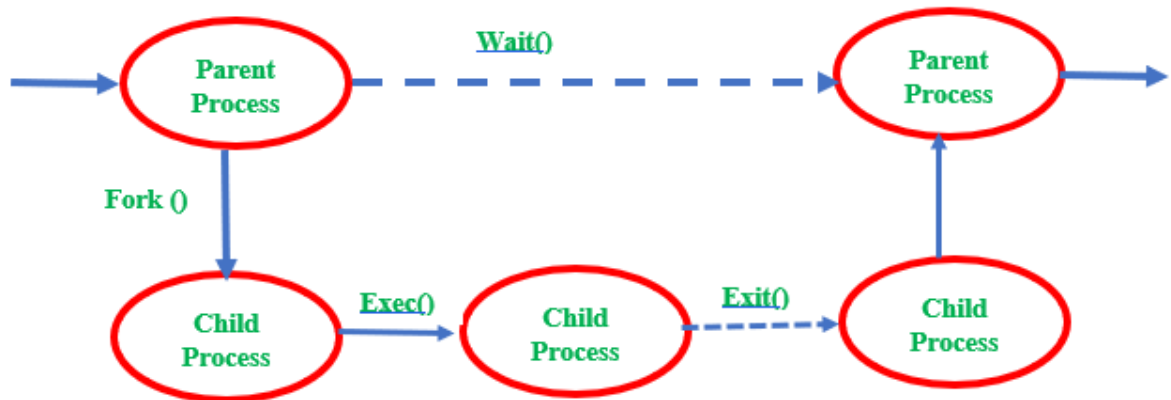 Parent
Process
Wait()
Parent
Process
Fork ()
Child
Process
Exec()
Child
Process
Exit()
Child
Process